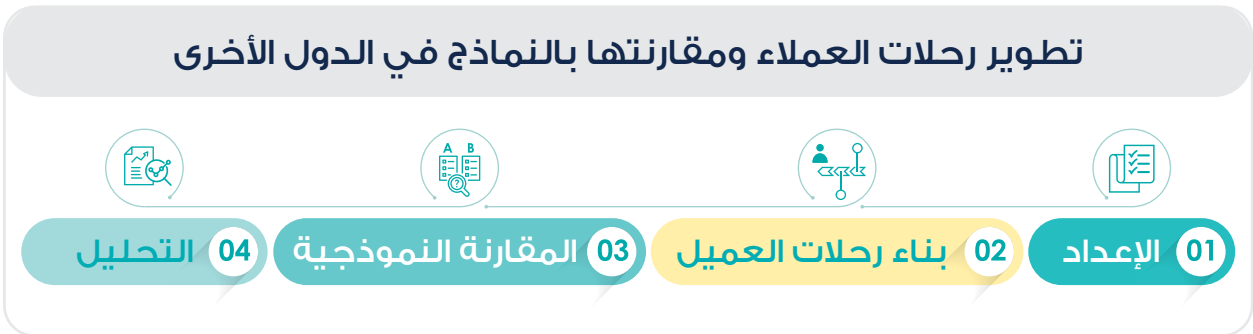 تطوير رحلات العملاء ومقارنتها بالنماذج في الدول الأخرى
A B
?
01 الإعداد
02 بناء رحلات العميل
03 المقارنة النموذجية
04 التحليل